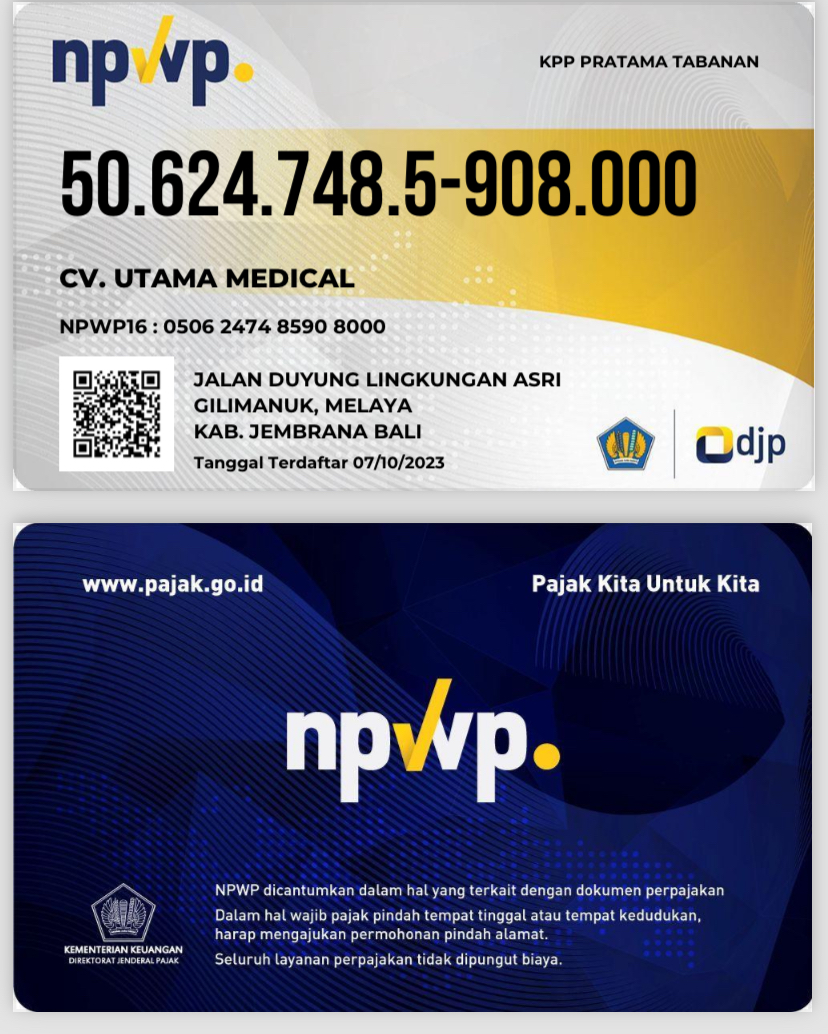 npwp.
KPP PRATAMA TABANAN
50.624.748.5-908.000
CV. UTAMA MEDICAL
NPWP16 : 0506 2474 8590 8000
JALAN DUYUNG LINGKUNGAN ASRI
GILIMANUK, MELAYA
KAB. JEMBRANA BALI
Tanggal Terdaftar 07/10/2023
djp
www.pajak.go.id
Pajak Kita Untuk Kita
npwp.
NPWP dicantumkan dalam hal yang terkait dengan dokumen perpajakan
Dalam hal wajib pajak pindah tempat tinggal atau tempat kedudukan,
harap mengajukan permohonan pindah alamat.
Seluruh layanan perpajakan tidak dipungut biaya.
KEMENTERIAN KEUANGAN
DIREKTORAT JENDERAL PAJAK